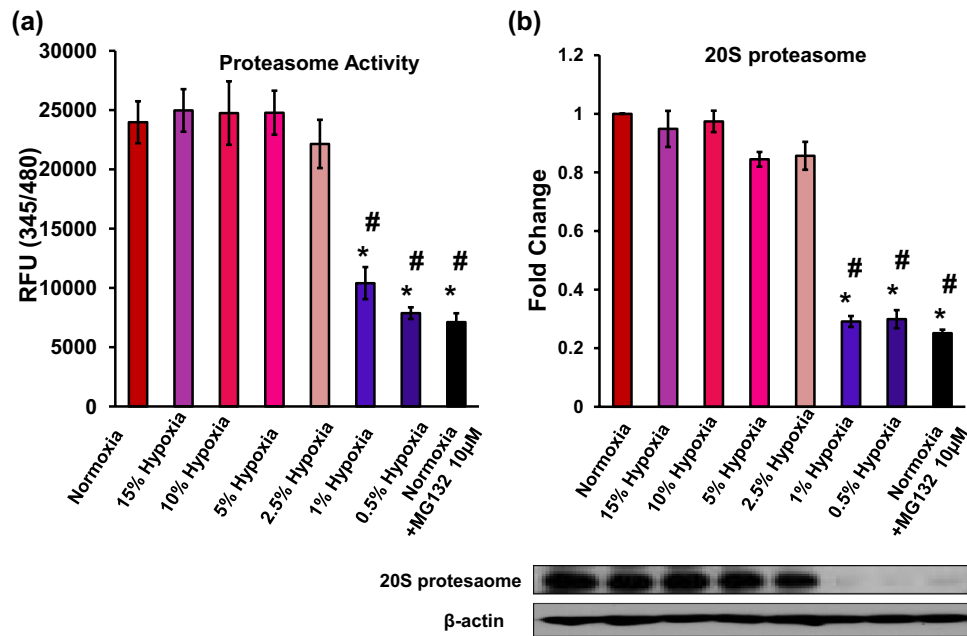 (a)
Proteasome Activity
RFU (345/480)
30000
25000
20000
15000
10000
5000
0
#
*
#
*
#
*
Normoxia
15% Hypoxia
10% Hypoxia
5% Hypoxia
2.5% Hypoxia
1% Hypoxia
0.5% Hypoxia
Normoxia
+MG132 10μM
(b)
20S proteasome
Fold Change
1.2
1
0.8
0.6
0.4
0.2
0
#
*
#
*
#
*
Normoxia
15% Hypoxia
10% Hypoxia
5% Hypoxia
2.5% Hypoxia
1% Hypoxia
0.5% Hypoxia
Normoxia
+MG132 10μM
20S protesaome
β-actin